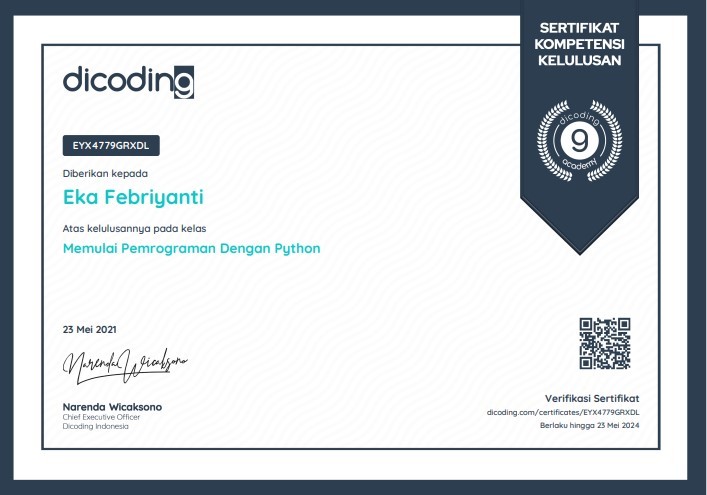 SERTIFIKAT
KOMPETENSI
KELULUSAN
dicoding
dicoding
9
academy
EYX4779GRXDL
Diberikan kepada
Eka Febriyanti
Atas kelulusannya pada kelas
Memulai Pemrograman Dengan Python
23 Mei 2021
Narenda Wicaksono
Narenda Wicaksono
Chief Executive Officer
Dicoding Indonesia
Verifikasi Sertifikat
dicoding.com/certificates/EYX4779GRXDL
Berlaku hingga 23 Mei 2024